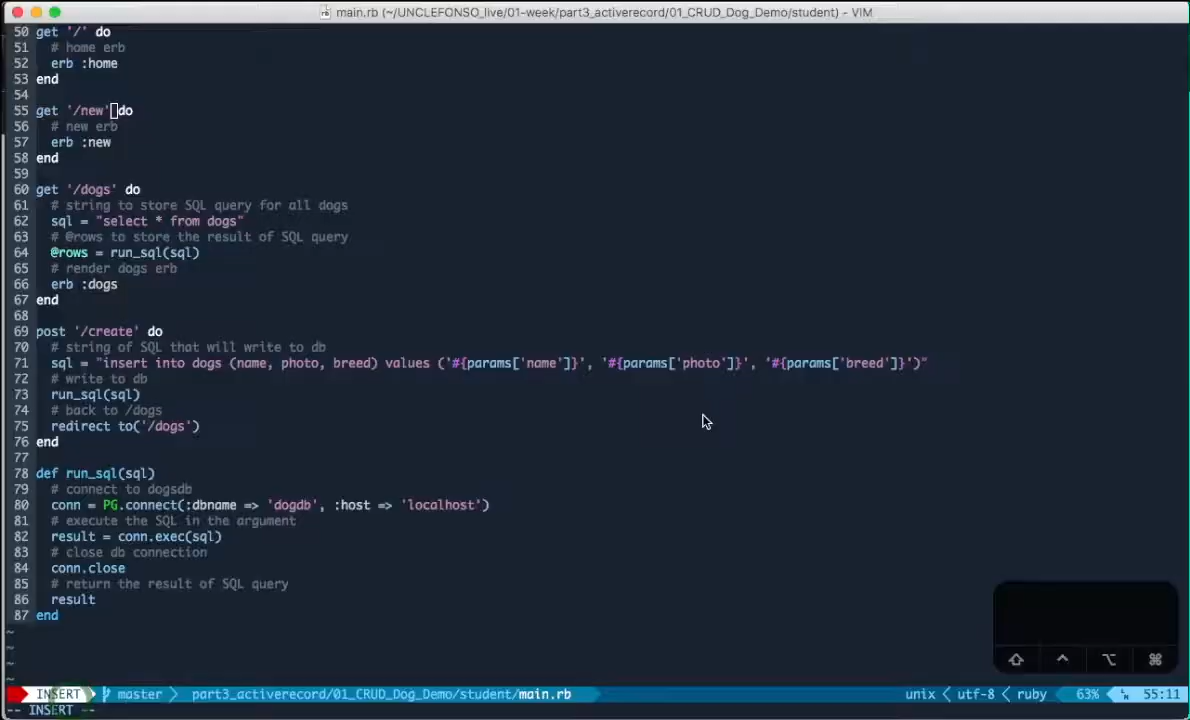 main.rb (~/UNCLEFONSO_live/01-week/part3_activerecord/01_CRUD_Dog_Demo/student) - VIM
50 get '/' do
51   # home erb
52   erb :home
53 end
54
55 get '/new' do
56   # new erb
57   erb :new
58 end
59
60 get '/dogs' do
61   # string to store SQL query for all dogs
62   sql = "select * from dogs"
63   # @rows to store the result of SQL query
64   @rows = run_sql(sql)
65   # render dogs erb
66   erb :dogs
67 end
68
69 post '/create' do
70   # string of SQL that will write to db
71   sql = "insert into dogs (name, photo, breed) values ('#{params['name']}', '#{params['photo']}', '#{params['breed']}')"
72   # write to db
73   run_sql(sql)
74   # back to /dogs
75   redirect to('/dogs')
76 end
77
78 def run_sql(sql)
79   # connect to dogsdb
80   conn = PG.connect(:dbname => 'dogdb', :host => 'localhost')
81   # execute the SQL in the argument
82   result = conn.exec(sql)
83   # close db connection
84   conn.close
85   # return the result of SQL query
86   result
87 end
~
~
~
~
INSERT master part3_activerecord/01_CRUD_Dog_Demo/student/main.rb unix utf-8 ruby 63% 55:11
-- INSERT --